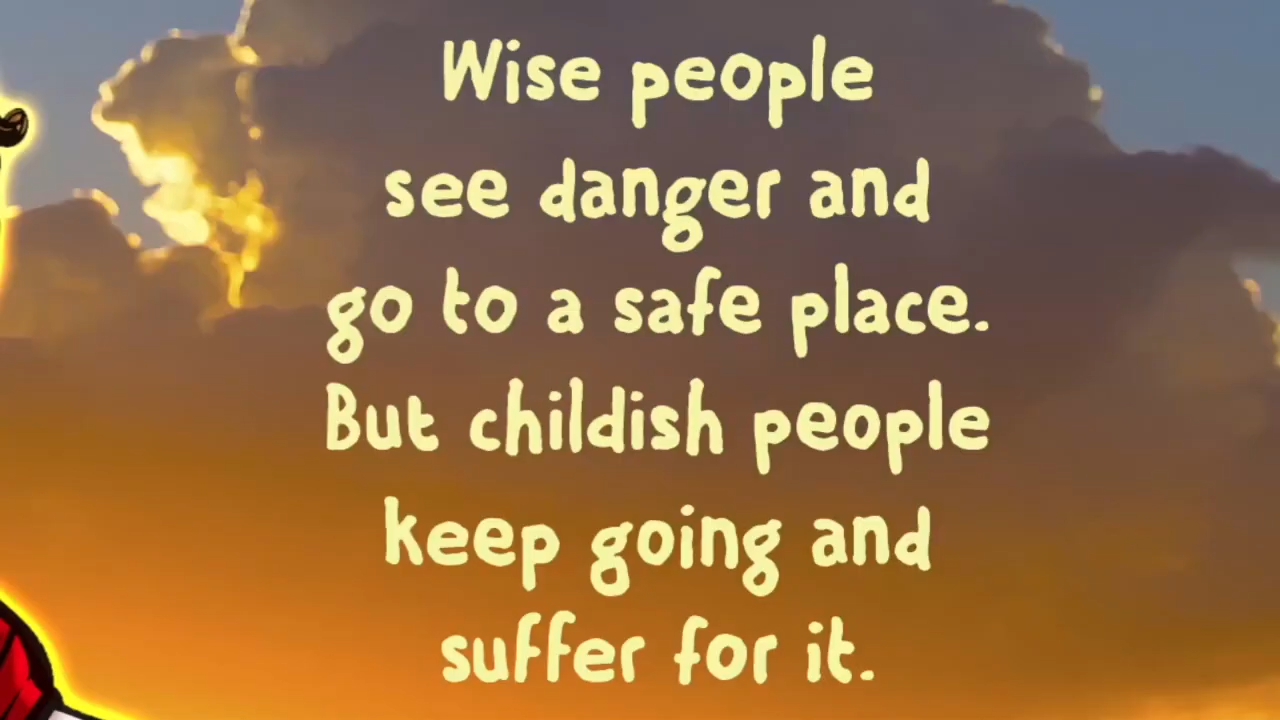 Wise people
see danger and
go to a safe place.
But childish people
keep going and
suffer for it.